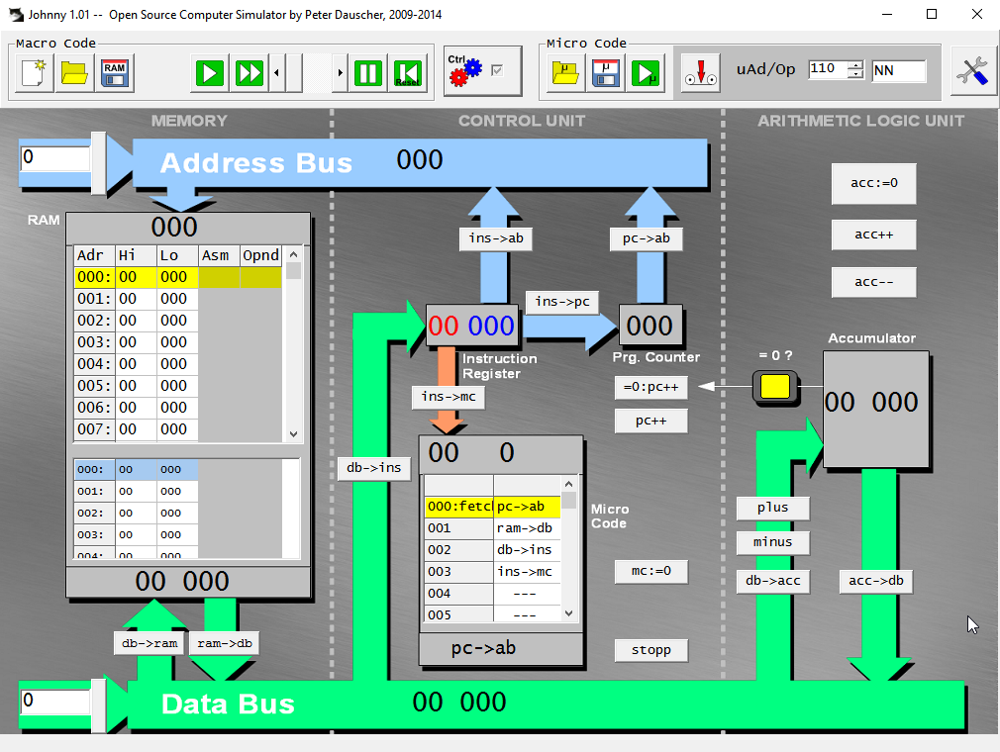 Johnny 1.01 -- Open Source Computer Simulator by Peter Dauscher, 2009-2014
Macro Code
RAM
Reset
Ctrl
Micro Code
µ
µ
µ
uAd/Op
110
NN
MEMORY
CONTROL UNIT
ARITHMETIC LOGIC UNIT
0
Address Bus 000
RAM
000
Adr Hi Lo Asm Opnd
000: 00 000
001: 00 000
002: 00 000
003: 00 000
004: 00 000
005: 00 000
006: 00 000
007: 00 000
000: 00 000
001: 00 000
002: 00 000
003: 00 000
004: 00 000
00 000
db->ram
ram->db
ins->ab
pc->ab
ins->pc
00 000
Instruction
Register
000
Prg. Counter
ins->mc
=0:pc++
pc++
db->ins
00 0
000:fetch pc->ab
001 ram->db
002 db->ins
003 ins->mc
004 ---
005 ---
pc->ab
Micro
Code
mc:=0
stopp
acc:=0
acc++
acc--
Accumulator
= 0 ?
00 000
plus
minus
db->acc
acc->db
0
Data Bus 00 000